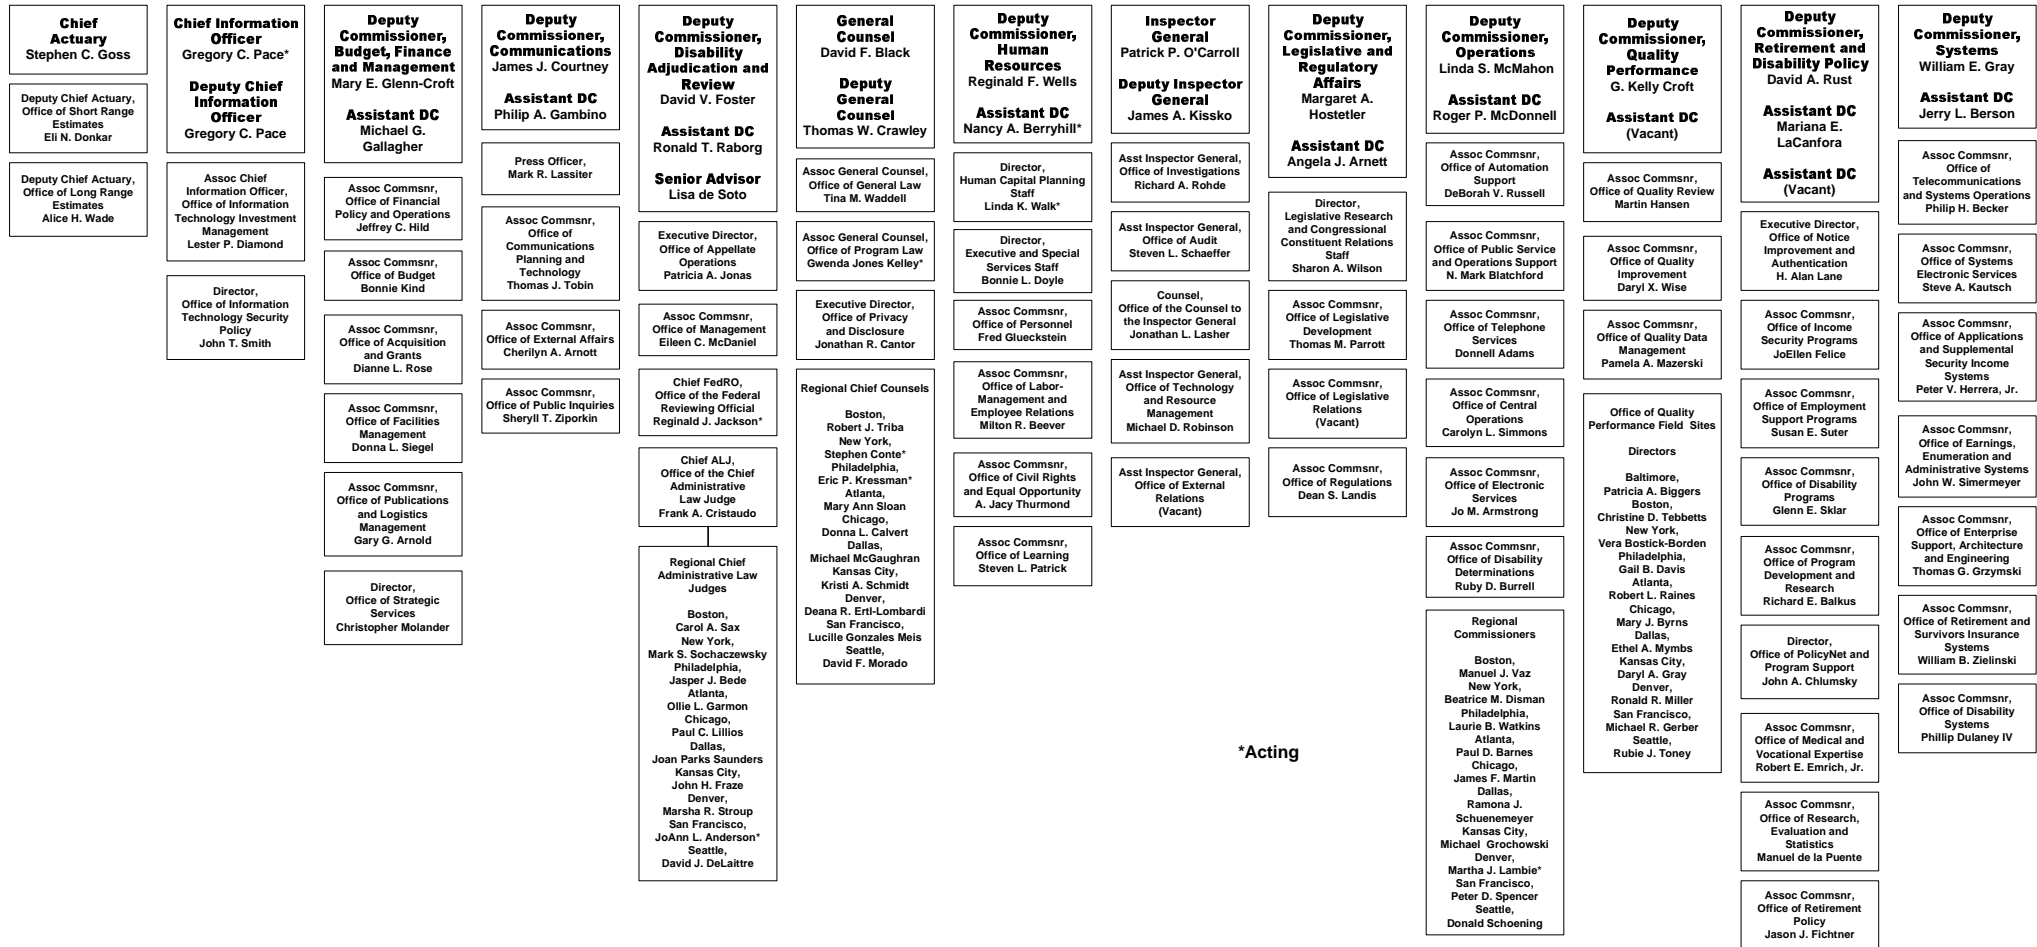 Chief
Actuary
Stephen C. Goss
Deputy Chief Actuary,
Office of Short Range
Estimates
Eli N. Donkar
Deputy Chief Actuary,
Office of Long Range
Estimates
Alice H. Wade
Chief Information
Officer
Gregory C. Pace*
Deputy Chief
Information
Officer
Gregory C. Pace
Assoc Chief
Information Officer,
Office of Information
Technology Investment
Management
Lester P. Diamond
Director,
Office of Information
Technology Security
Policy
John T. Smith
Deputy
Commissioner,
Budget, Finance
and Management
Mary E. Glenn-Croft
Assistant DC
Michael G.
Gallagher
Assoc Commsnr,
Office of Financial
Policy and Operations
Jeffrey C. Hild
Assoc Commsnr,
Office of Budget
Bonnie Kind
Assoc Commsnr,
Office of Acquisition
and Grants
Dianne L. Rose
Assoc Commsnr,
Office of Facilities
Management
Donna L. Siegel
Assoc Commsnr,
Office of Publications
and Logistics
Management
Gary G. Arnold
Director,
Office of Strategic
Services
Christopher Molander
Deputy
Commissioner,
Communications
James J. Courtney
Assistant DC
Philip A. Gambino
Press Officer,
Mark R. Lassiter
Assoc Commsnr,
Office of
Communications
Planning and
Technology
Thomas J. Tobin
Assoc Commsnr,
Office of External Affairs
Cherilyn A. Arnott
Assoc Commsnr,
Office of Public Inquiries
Sheryll T. Ziporkin
Deputy
Commissioner,
Disability
Adjudication and
Review
David V. Foster
Assistant DC
Ronald T. Raborg
Senior Advisor
Lisa de Soto
Executive Director,
Office of Appellate
Operations
Patricia A. Jonas
Assoc Commsnr,
Office of Management
Eileen C. McDaniel
Chief FedRO,
Office of the Federal
Reviewing Official
Reginald J. Jackson*
Chief ALJ,
Office of the Chief
Administrative
Law Judge
Frank A. Cristaudo
Regional Chief
Administrative Law
Judges
Boston,
Carol A. Sax
New York,
Mark S. Sochaczewsky
Philadelphia,
Jasper J. Bede
Atlanta,
Ollie L. Garmon
Chicago,
Paul C. Lillios
Dallas,
Joan Parks Saunders
Kansas City,
John H. Fraze
Denver,
Marsha R. Stroup
San Francisco,
JoAnn L. Anderson*
Seattle,
David J. DeLaittre
General
Counsel
David F. Black
Deputy
General
Counsel
Thomas W. Crawley
Assoc General Counsel,
Office of General Law
Tina M. Waddell
Assoc General Counsel,
Office of Program Law
Gwenda Jones Kelley*
Executive Director,
Office of Privacy
and Disclosure
Jonathan R. Cantor
Regional Chief Counsels
Boston,
Robert J. Triba
New York,
Stephen Conte*
Philadelphia,
Eric P. Kressman*
Atlanta,
Mary Ann Sloan
Chicago,
Donna L. Calvert
Dallas,
Michael McGaughran
Kansas City,
Kristi A. Schmidt
Denver,
Deana R. Ertl-Lombardi
San Francisco,
Lucille Gonzales Meis
Seattle,
David F. Morado
Deputy
Commissioner,
Human
Resources
Reginald F. Wells
Assistant DC
Nancy A. Berryhill*
Director,
Human Capital Planning
Staff
Linda K. Walk*
Director,
Executive and Special
Services Staff
Bonnie L. Doyle
Assoc Commsnr,
Office of Personnel
Fred Glueckstein
Assoc Commsnr,
Office of Labor-
Management and
Employee Relations
Milton R. Beever
Assoc Commsnr,
Office of Civil Rights
and Equal Opportunity
A. Jacy Thurmond
Assoc Commsnr,
Office of Learning
Steven L. Patrick
Inspector
General
Patrick P. O'Carroll
Deputy Inspector
General
James A. Kissko
Asst Inspector General,
Office of Investigations
Richard A. Rohde
Asst Inspector General,
Office of Audit
Steven L. Schaeffer
Counsel,
Office of the Counsel to
the Inspector General
Jonathan L. Lasher
Asst Inspector General,
Office of Technology
and Resource
Management
Michael D. Robinson
Asst Inspector General,
Office of External
Relations
(Vacant)
Deputy
Commissioner,
Legislative and
Regulatory
Affairs
Margaret A.
Hostetler
Assistant DC
Angela J. Arnett
Director,
Legislative Research
and Congressional
Constituent Relations
Staff
Sharon A. Wilson
Assoc Commsnr,
Office of Legislative
Development
Thomas M. Parrott
Assoc Commsnr,
Office of Legislative
Relations
(Vacant)
Assoc Commsnr,
Office of Regulations
Dean S. Landis
*Acting
Deputy
Commissioner,
Operations
Linda S. McMahon
Assistant DC
Roger P. McDonnell
Assoc Commsnr,
Office of Automation
Support
DeBorah V. Russell
Assoc Commsnr,
Office of Public Service
and Operations Support
N. Mark Blatchford
Assoc Commsnr,
Office of Telephone
Services
Donnell Adams
Assoc Commsnr,
Office of Central
Operations
Carolyn L. Simmons
Assoc Commsnr,
Office of Electronic
Services
Jo M. Armstrong
Assoc Commsnr,
Office of Disability
Determinations
Ruby D. Burrell
Regional
Commissioners
Boston,
Manuel J. Vaz
New York,
Beatrice M. Disman
Philadelphia,
Laurie B. Watkins
Atlanta,
Paul D. Barnes
Chicago,
James F. Martin
Dallas,
Ramona J.
Schuenemeyer
Kansas City,
Michael Grochowski
Denver,
Martha J. Lambie*
San Francisco,
Peter D. Spencer
Seattle,
Donald Schoening
Deputy
Commissioner,
Quality
Performance
G. Kelly Croft
Assistant DC
(Vacant)
Assoc Commsnr,
Office of Quality Review
Martin Hansen
Assoc Commsnr,
Office of Quality
Improvement
Daryl X. Wise
Assoc Commsnr,
Office of Quality Data
Management
Pamela A. Mazerski
Office of Quality
Performance Field Sites
Directors
Baltimore,
Patricia A. Biggers
Boston,
Christine D. Tebbetts
New York,
Vera Bostick-Borden
Philadelphia,
Gail B. Davis
Atlanta,
Robert L. Raines
Chicago,
Mary J. Byrns
Dallas,
Ethel A. Mymbs
Kansas City,
Daryl A. Gray
Denver,
Ronald R. Miller
San Francisco,
Michael R. Gerber
Seattle,
Rubie J. Toney
Deputy
Commissioner,
Retirement and
Disability Policy
David A. Rust
Assistant DC
Mariana E.
LaCanfora
Assistant DC
(Vacant)
Executive Director,
Office of Notice
Improvement and
Authentication
H. Alan Lane
Assoc Commsnr,
Office of Income
Security Programs
JoEllen Felice
Assoc Commsnr,
Office of Employment
Support Programs
Susan E. Suter
Assoc Commsnr,
Office of Disability
Programs
Glenn E. Sklar
Assoc Commsnr,
Office of Program
Development and
Research
Richard E. Balkus
Director,
Office of PolicyNet and
Program Support
John A. Chlumsky
Assoc Commsnr,
Office of Medical and
Vocational Expertise
Robert E. Emrich, Jr.
Assoc Commsnr,
Office of Research,
Evaluation and
Statistics
Manuel de la Puente
Assoc Commsnr,
Office of Retirement
Policy
Jason J. Fichtner
Deputy
Commissioner,
Systems
William E. Gray
Assistant DC
Jerry L. Berson
Assoc Commsnr,
Office of
Telecommunications
and Systems Operations
Philip H. Becker
Assoc Commsnr,
Office of Systems
Electronic Services
Steve A. Kautsch
Assoc Commsnr,
Office of Applications
and Supplemental
Security Income
Systems
Peter V. Herrera, Jr.
Assoc Commsnr,
Office of Earnings,
Enumeration and
Administrative Systems
John W. Simermeyer
Assoc Commsnr,
Office of Enterprise
Support, Architecture
and Engineering
Thomas G. Grzymski
Assoc Commsnr,
Office of Retirement and
Survivors Insurance
Systems
William B. Zielinski
Assoc Commsnr,
Office of Disability
Systems
Phillip Dulaney IV